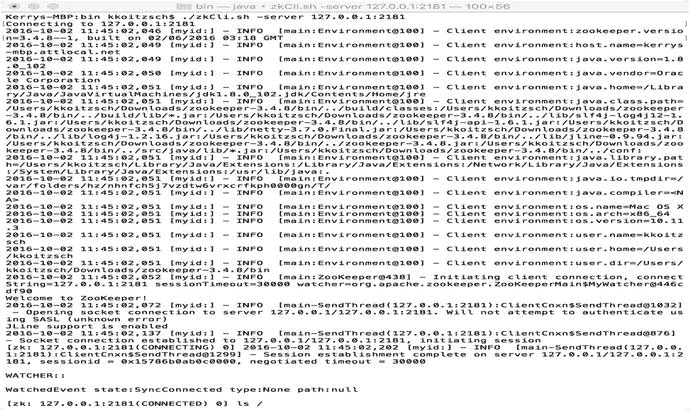 bin — java • zkCli.sh -server 127.0.0.1:2181 — 100×56
Kerrys-MBP:bin kkoitzsch$ ./zkCli.sh -server 127.0.0.1:2181
Connecting to 127.0.0.1:2181
2016-10-02 11:45:02,046 [myid:] - INFO  [main:Environment@100] - Client environment:zookeeper.versio
n=3.4.8--1, built on 02/06/2016 03:18 GMT
2016-10-02 11:45:02,049 [myid:] - INFO  [main:Environment@100] - Client environment:host.name=kerrys
-mbp.attlocal.net
2016-10-02 11:45:02,049 [myid:] - INFO  [main:Environment@100] - Client environment:java.version=1.8
.0_102
2016-10-02 11:45:02,050 [myid:] - INFO  [main:Environment@100] - Client environment:java.vendor=Orac
le Corporation
2016-10-02 11:45:02,051 [myid:] - INFO  [main:Environment@100] - Client environment:java.home=/Libra
ry/Java/JavaVirtualMachines/jdk1.8.0_102.jdk/Contents/Home/jre
2016-10-02 11:45:02,051 [myid:] - INFO  [main:Environment@100] - Client environment:java.class.path=
/Users/kkoitzsch/Downloads/zookeeper-3.4.8/bin/../build/classes:/Users/kkoitzsch/Downloads/zookeeper
-3.4.8/bin/../build/lib/*.jar:/Users/kkoitzsch/Downloads/zookeeper-3.4.8/bin/../lib/slf4j-log4j12-1.
6.1.jar:/Users/kkoitzsch/Downloads/zookeeper-3.4.8/bin/../lib/slf4j-api-1.6.1.jar:/Users/kkoitzsch/D
ownloads/zookeeper-3.4.8/bin/../lib/netty-3.7.0.Final.jar:/Users/kkoitzsch/Downloads/zookeeper-3.4.8
/bin/../lib/log4j-1.2.16.jar:/Users/kkoitzsch/Downloads/zookeeper-3.4.8/bin/../lib/jline-0.9.94.jar:
/Users/kkoitzsch/Downloads/zookeeper-3.4.8/bin/../zookeeper-3.4.8.jar:/Users/kkoitzsch/Downloads/zoo
keeper-3.4.8/bin/../src/java/lib/*.jar:/Users/kkoitzsch/Downloads/zookeeper-3.4.8/bin/../conf:
2016-10-02 11:45:02,051 [myid:] - INFO  [main:Environment@100] - Client environment:java.library.pat
h=/Users/kkoitzsch/Library/Java/Extensions:/Library/Java/Extensions:/Network/Library/Java/Extensions
:/System/Library/Java/Extensions:/usr/lib/java:.
2016-10-02 11:45:02,051 [myid:] - INFO  [main:Environment@100] - Client environment:java.io.tmpdir=/
2016-10-02 11:45:02,051 [myid:] - INFO  [main:Environment@100] - Client environment:java.compiler=<N
A>
2016-10-02 11:45:02,051 [myid:] - INFO  [main:Environment@100] - Client environment:os.name=Mac OS X
2016-10-02 11:45:02,051 [myid:] - INFO  [main:Environment@100] - Client environment:os.arch=x86_64
2016-10-02 11:45:02,051 [myid:] - INFO  [main:Environment@100] - Client environment:os.version=10.11
.3
2016-10-02 11:45:02,051 [myid:] - INFO  [main:Environment@100] - Client environment:user.name=kkoitz
sch
2016-10-02 11:45:02,051 [myid:] - INFO  [main:Environment@100] - Client environment:user.home=/Users
/kkoitzsch
2016-10-02 11:45:02,051 [myid:] - INFO  [main:Environment@100] - Client environment:user.dir=/Users/
kkoitzsch/Downloads/zookeeper-3.4.8/bin
2016-10-02 11:45:02,052 [myid:] - INFO  [main:ZooKeeper@438] - Initiating client connection, connect
String=127.0.0.1:2181 sessionTimeout=30000 watcher=org.apache.zookeeper.ZooKeeperMain$MyWatcher@446c
df90
Welcome to ZooKeeper!
2016-10-02 11:45:02,072 [myid:] - INFO  [main-SendThread(127.0.0.1:2181):ClientCnxn$SendThread@1032]
 - Opening socket connection to server 127.0.0.1/127.0.0.1:2181. Will not attempt to authenticate us
ing SASL (unknown error)
JLine support is enabled
2016-10-02 11:45:02,137 [myid:] - INFO  [main-SendThread(127.0.0.1:2181):ClientCnxn$SendThread@876]
- Socket connection established to 127.0.0.1/127.0.0.1:2181, initiating session
[zk: 127.0.0.1:2181(CONNECTING) 0] 2016-10-02 11:45:02,202 [myid:] - INFO  [main-SendThread(127.0.0.
1:2181):ClientCnxn$SendThread@1299] - Session establishment complete on server 127.0.0.1/127.0.0.1:2
181, sessionid = 0x15786b0ab0c0000, negotiated timeout = 30000
WATCHER::
WatchedEvent state:SyncConnected type:None path:null
[zk: 127.0.0.1:2181(CONNECTED) 0] ls /